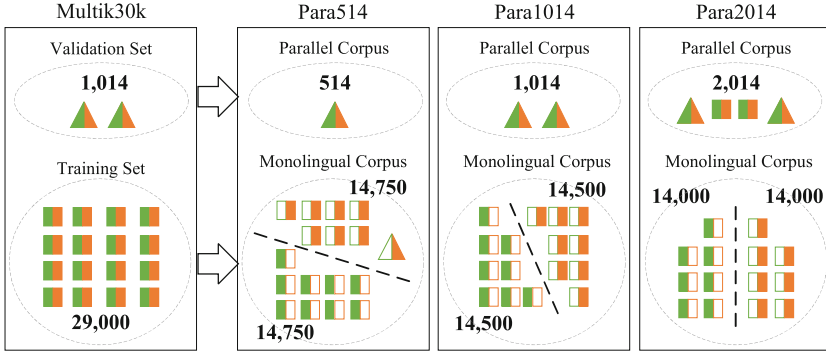 Multik30k
Validation Set
1,014
Training Set
29,000
Para514
Parallel Corpus
514
Monolingual Corpus
14,750
14,750
Para1014
Parallel Corpus
1,014
Monolingual Corpus
14,500
14,500
Para2014
Parallel Corpus
2,014
Monolingual Corpus
14,000 14,000